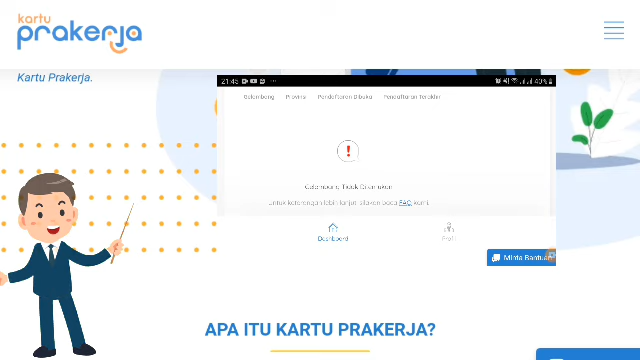 kartu
prakerja
Kartu Prakerja.
21:45
40%
Gelombang Provinsi Pendaftaran Dibuka Pendaftaran Terakhir
Gelombang Tidak Ditemukan
Untuk keterangan lebih lanjut silakan baca FAQ kami.
Dashboard Profil
Minta Bantuan
APA ITU KARTU PRAKERJA?